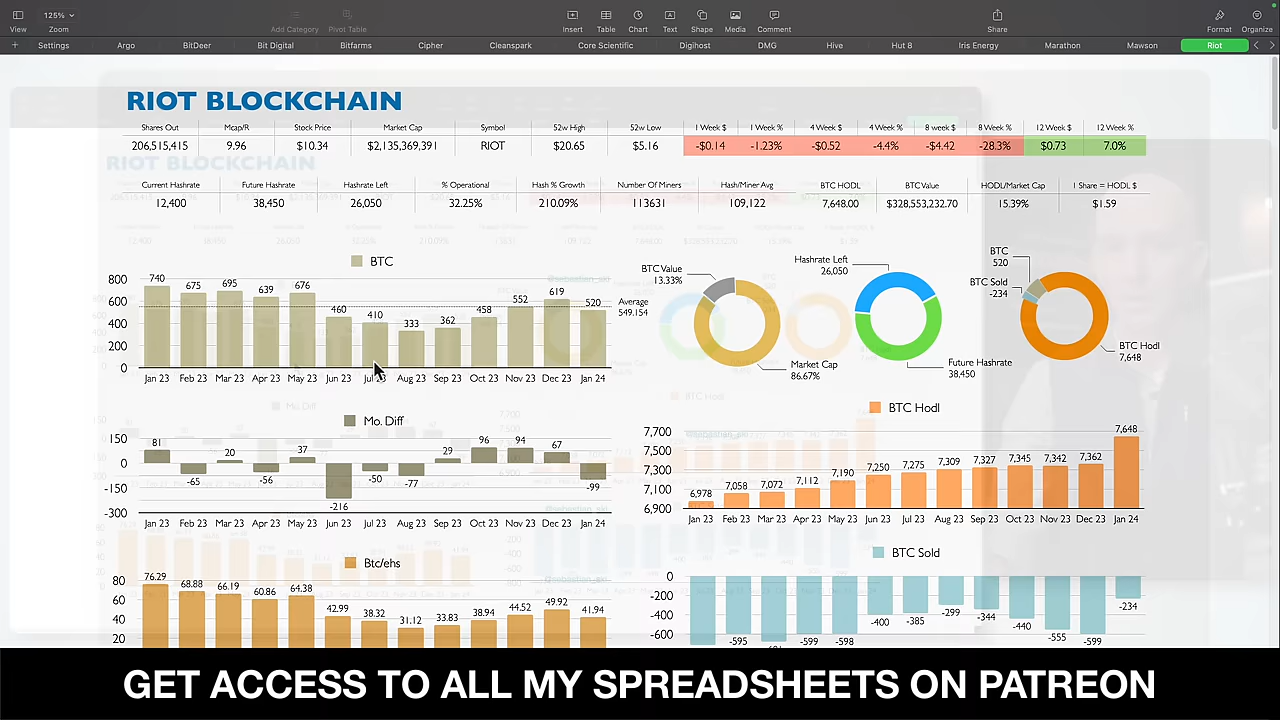 125%
View
Zoom
Add Category
Pivot Table
Insert
Table
Chart
Text
Shape
Media
Comment
Share
Format
Organize
+ Settings Argo BitDeer Bit Digital Bitfarms Cipher Cleanspark Core Scientific Digihost DMG Hive Hut 8 Iris Energy Marathon Mawson Riot
RIOT BLOCKCHAIN
Shares Out Mcap/R Stock Price Market Cap Symbol 52w High 52w Low 1 Week $ 1 Week % 4 Week $ 4 Week % 8 week $ 8 Week % 12 Week $ 12 Week %
206,515,415 9.96 $10.31 $2,135,369,391 RIOT $20.65 $5.16 -$0.14 -1.23% -$0.52 -4.4% -$4.42 -28.3% $0.73 7.0%
Current Hashrate Future Hashrate Hashrate Left % Operational Hash % Growth Number Of Miners Hash/Miner Avg BTC HODL BTC Value HODL/Market Cap 1 Share = HODL $
12,400 38,450 26,050 32.25% 210.09% 113631 109,122 7,648.00 $328,553,232.70 15.39% $1.59
BTC
800
600
400
200
0
740 675 695 639 676 460 410 333 362 458 552 619 520
Average
549.154
Jan 23 Feb 23 Mar 23 Apr 23 May 23 Jun 23 Jul 23 Aug 23 Sep 23 Oct 23 Nov 23 Dec 23 Jan 24
BTC Value
13.33%
Market Cap
86.67%
Hashrate Left
26,050
Future Hashrate
38,450
BTC
520
BTC Sold
-234
BTC Hodl
7,648
Mo. Diff
150
0
-150
-300
81 -65 20 -56 37 -216 -50 -77 29 96 94 67 -99
Jan 23 Feb 23 Mar 23 Apr 23 May 23 Jun 23 Jul 23 Aug 23 Sep 23 Oct 23 Nov 23 Dec 23 Jan 24
BTC Hodl
7,700
7,500
7,300
7,100
6,900
6,978 7,058 7,072 7,112 7,190 7,250 7,275 7,309 7,327 7,345 7,342 7,362 7,648
Jan 23 Feb 23 Mar 23 Apr 23 May 23 Jun 23 Jul 23 Aug 23 Sep 23 Oct 23 Nov 23 Dec 23 Jan 24
Btc/ehs
80
60
40
20
76.29 68.88 66.19 60.86 64.38 42.99 38.32 31.12 33.83 38.94 44.52 49.92 41.94
BTC Sold
0
-200
-400
-600
-595 -599 -598 -400 -385 -299 -344 -440 -555 -599 -234
GET ACCESS TO ALL MY SPREADSHEETS ON PATREON